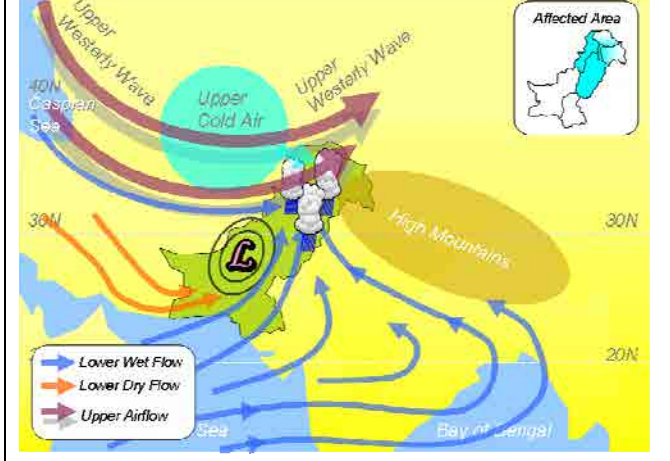 Affected Area
Upper
Westerly Wave
Upper
Westerly Wave
40N
Caspian
Sea
Upper
Cold Air
30N
30N
High Mountains
L
20N
Lower Wet Flow
Lower Dry Flow
Upper Airflow
Sea
Bay of Bengal